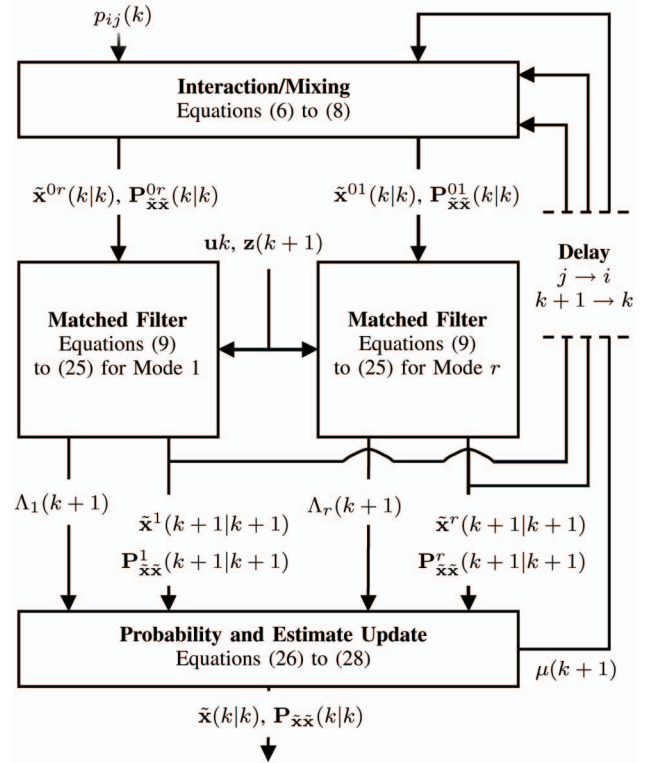 p_{ij}(k)
Interaction/Mixing
Equations (6) to (8)
x̃^{0r}(k|k), P^{0r}_{x̃x̃}(k|k)
x̃^{01}(k|k), P^{01}_{x̃x̃}(k|k)
uk, z(k+1)
Delay
j → i
k + 1 → k
Matched Filter
Equations (9)
to (25) for Mode 1
Matched Filter
Equations (9)
to (25) for Mode r
Λ_1(k+1)
x̃^1(k+1|k+1)
P^1_{x̃x̃}(k+1|k+1)
Λ_r(k+1)
x̃^r(k+1|k+1)
P^r_{x̃x̃}(k+1|k+1)
Probability and Estimate Update
Equations (26) to (28)
μ(k+1)
x̃(k|k), P_{x̃x̃}(k|k)